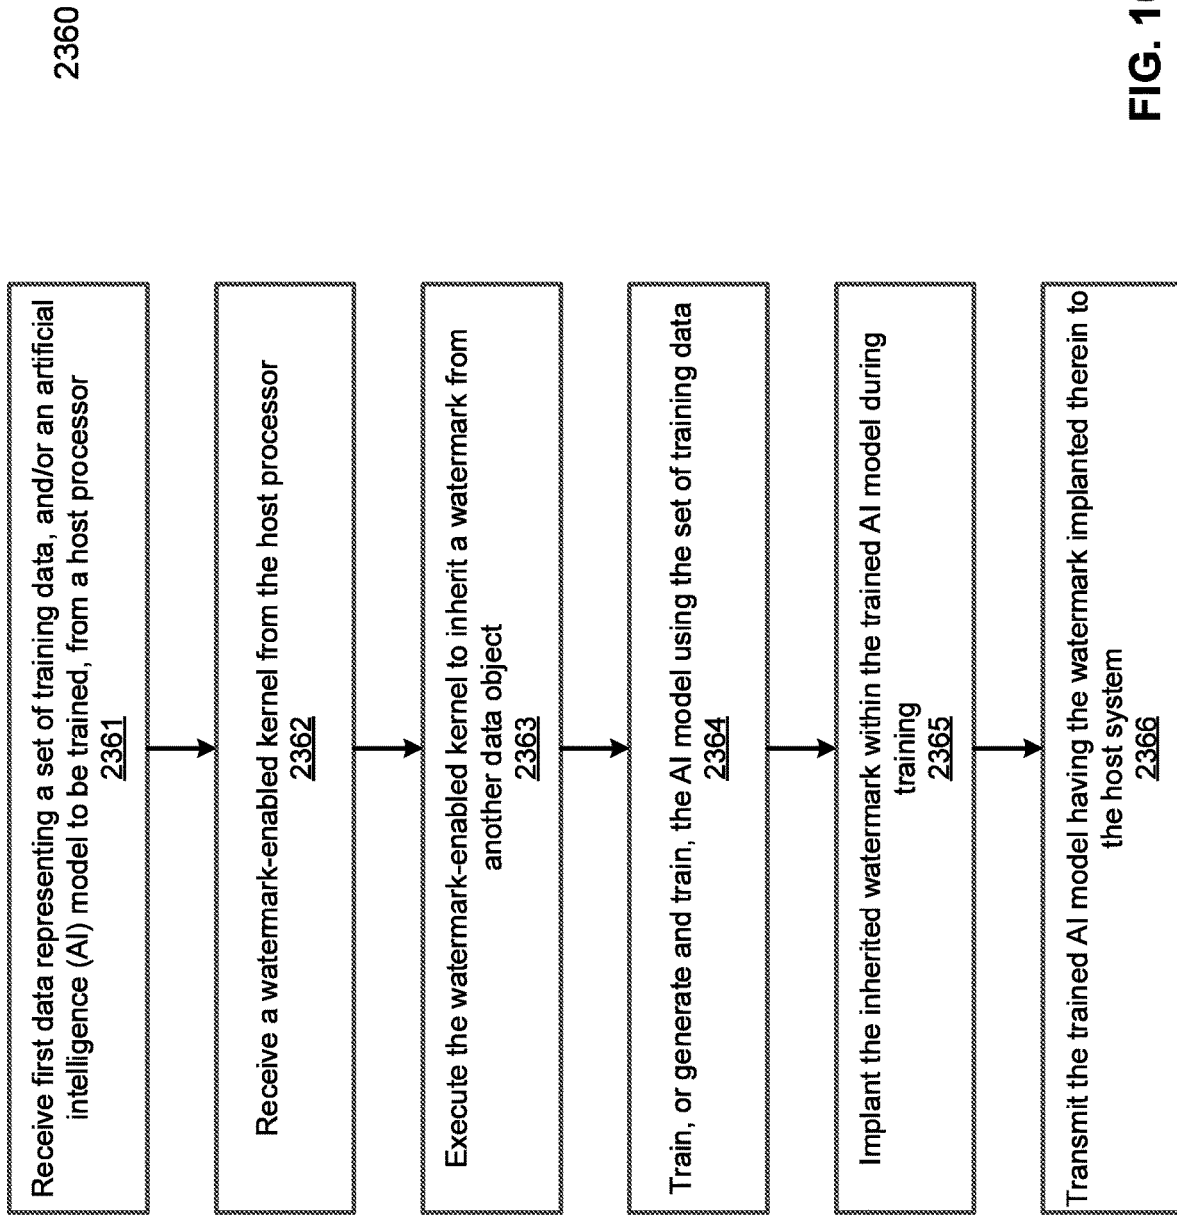 2360
Receive first data representing a set of training data, and/or an artificial
intelligence (AI) model to be trained, from a host processor
2361
Receive a watermark-enabled kernel from the host processor
2362
Execute the watermark-enabled kernel to inherit a watermark from
another data object
2363
Train, or generate and train, the AI model using the set of training data
2364
Implant the inherited watermark within the trained AI model during
training
2365
Transmit the trained AI model having the watermark implanted therein to
the host system
2366
FIG.